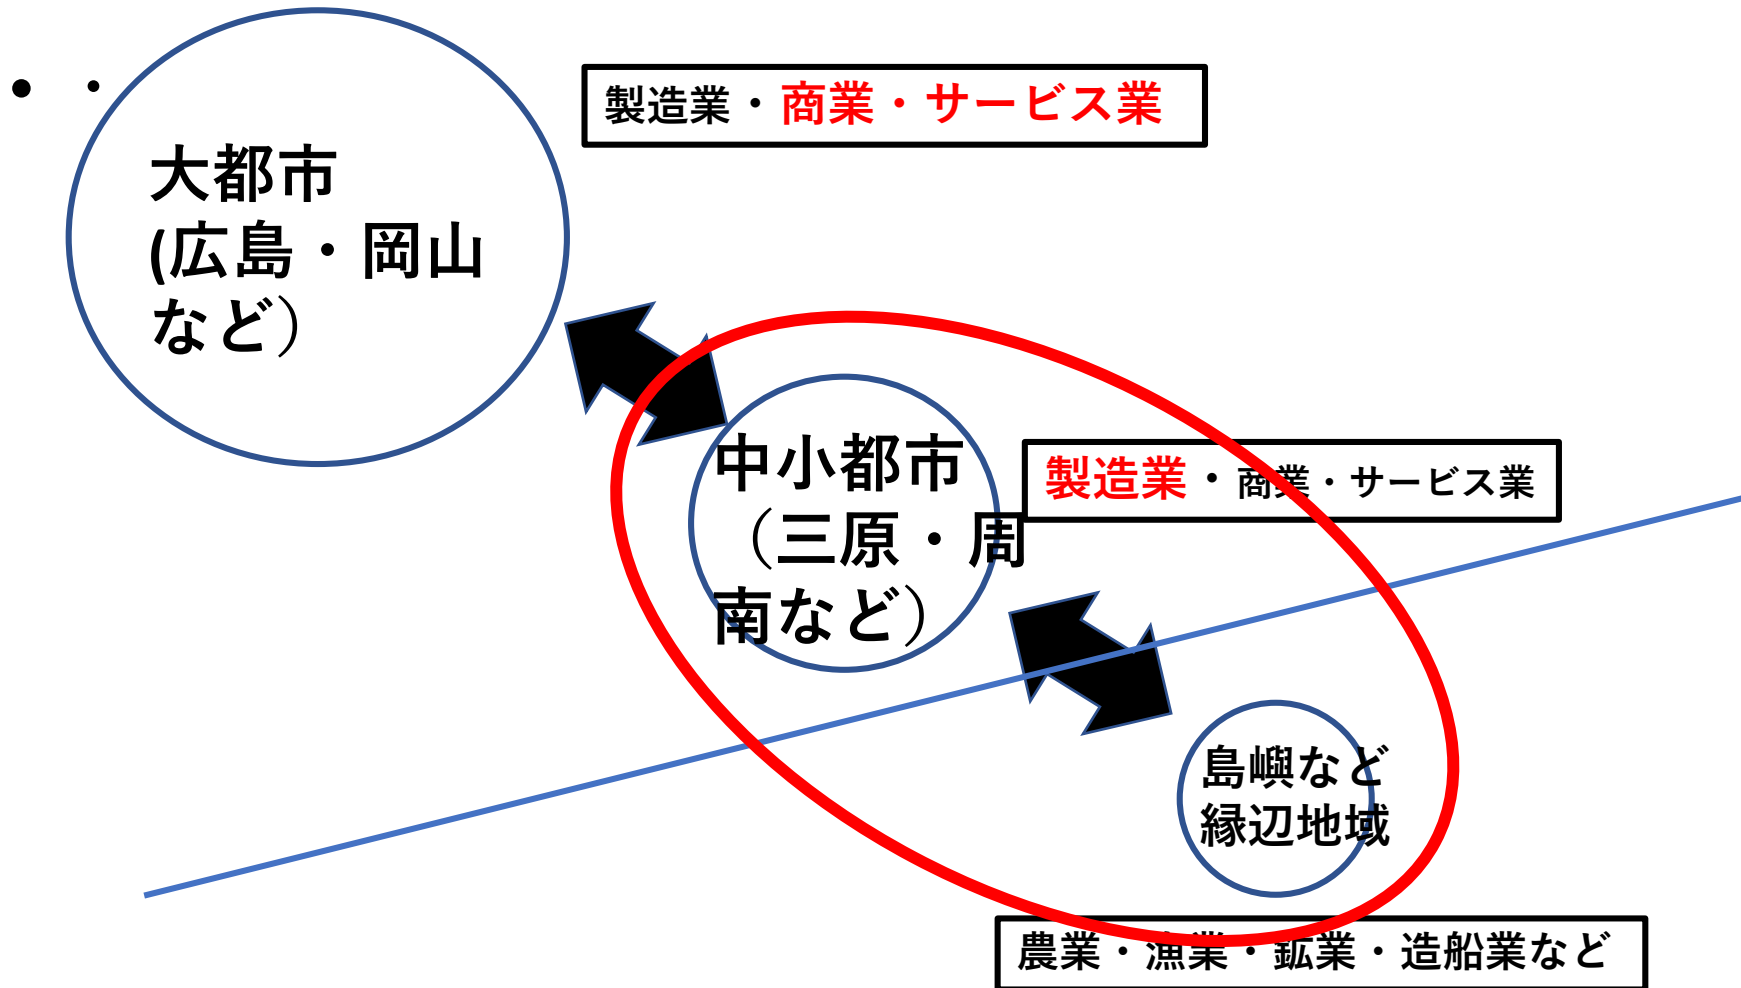 製造業・商業・サービス業
大都市
(広島・岡山
など）
中小都市
（三原・周
南など）
製造業・商業・サービス業
島嶼など
縁辺地域
農業・漁業・鉱業・造船業など